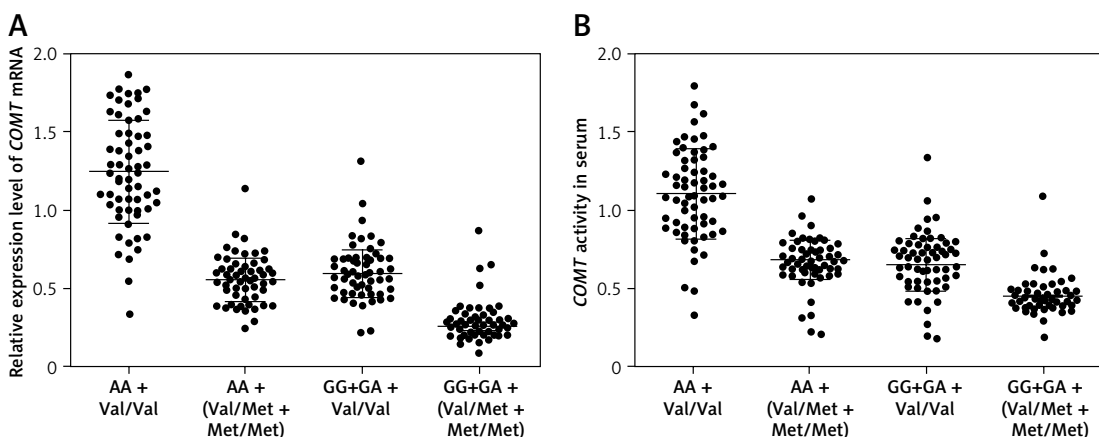 A
Relative expression level of COMT mRNA
2.0
1.5
1.0
0.5
0
AA +
Val/Val
AA +
(Val/Met +
Met/Met)
GG+GA +
Val/Val
GG+GA +
(Val/Met +
Met/Met)
B
COMT activity in serum
2.0
1.5
1.0
0.5
0
AA +
Val/Val
AA +
(Val/Met +
Met/Met)
GG+GA +
Val/Val
GG+GA +
(Val/Met +
Met/Met)